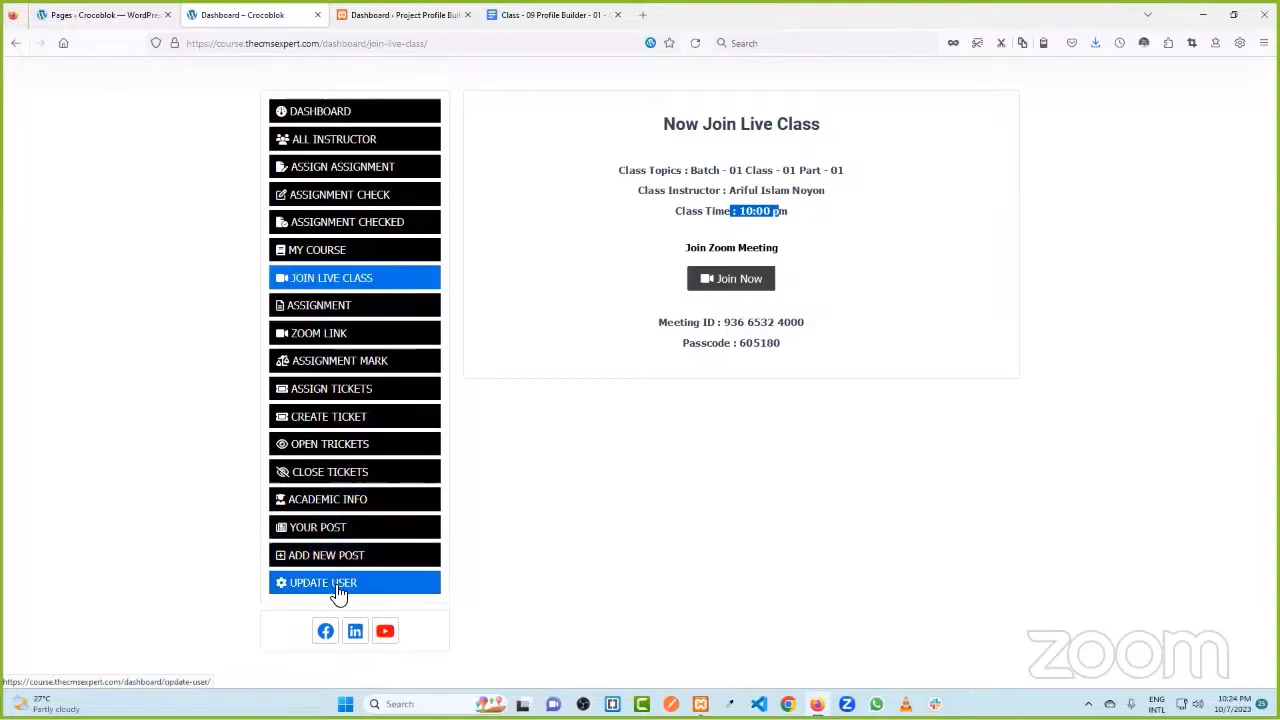 Pages ‹ Crocoblok — WordPres
Dashboard – Crocoblok
Dashboard ‹ Project Profile Buil
Class - 09 Profile Builder - 01 -
https://course.thecmsexpert.com/dashboard/join-live-class/
Search
DASHBOARD
ALL INSTRUCTOR
ASSIGN ASSIGNMENT
ASSIGNMENT CHECK
ASSIGNMENT CHECKED
MY COURSE
JOIN LIVE CLASS
ASSIGNMENT
ZOOM LINK
ASSIGNMENT MARK
ASSIGN TICKETS
CREATE TICKET
OPEN TRICKETS
CLOSE TICKETS
ACADEMIC INFO
YOUR POST
ADD NEW POST
UPDATE USER
Now Join Live Class
Class Topics : Batch - 01 Class - 01 Part - 01
Class Instructor : Ariful Islam Noyon
Class Time : 10:00 pm
Join Zoom Meeting
Join Now
Meeting ID : 936 6532 4000
Passcode : 605180
zoom
https://course.thecmsexpert.com/dashboard/update-user/
27°C
Partly cloudy
Search
ENG
INTL
10:24 PM
10/7/2023
25